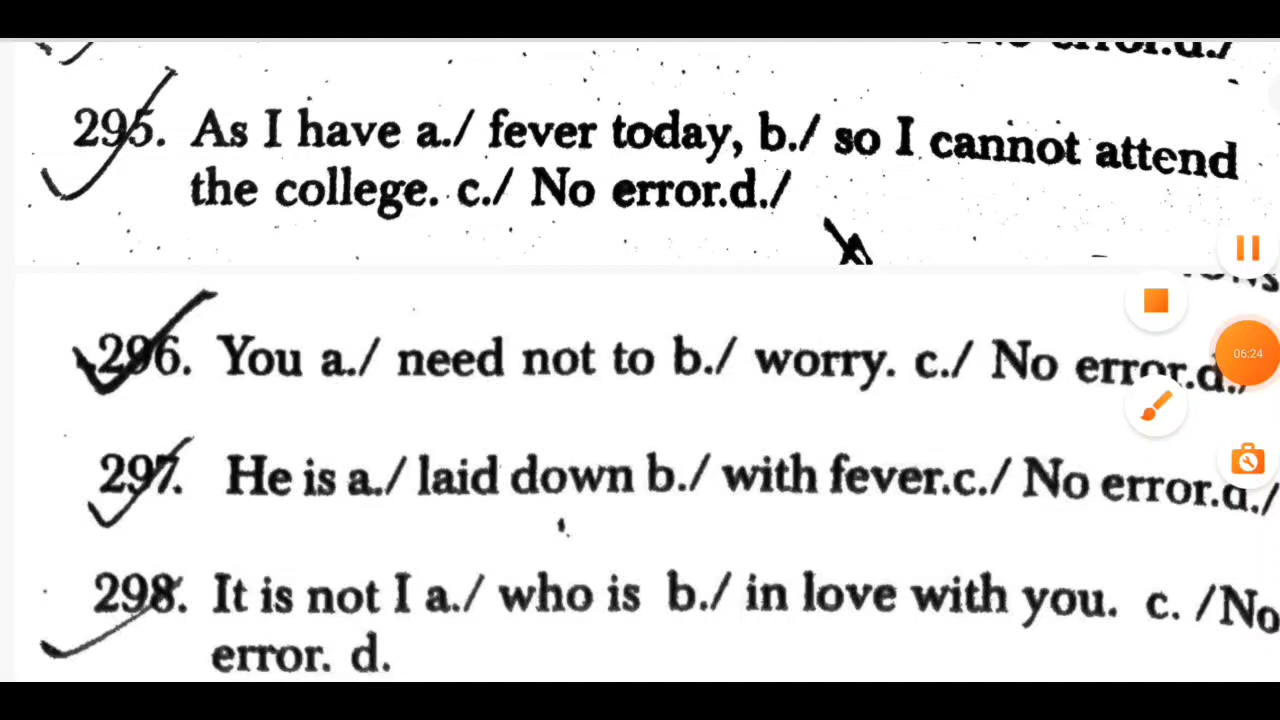 No error.d./
295. As I have a./ fever today, b./ so I cannot attend
the college. c./ No error.d./
296. You a./ need not to b./ worry. c./ No error.d./
06:24
297. He is a./ laid down b./ with fever.c./ No error.d./
298. It is not I a./ who is b./ in love with you. c. /No
error. d.